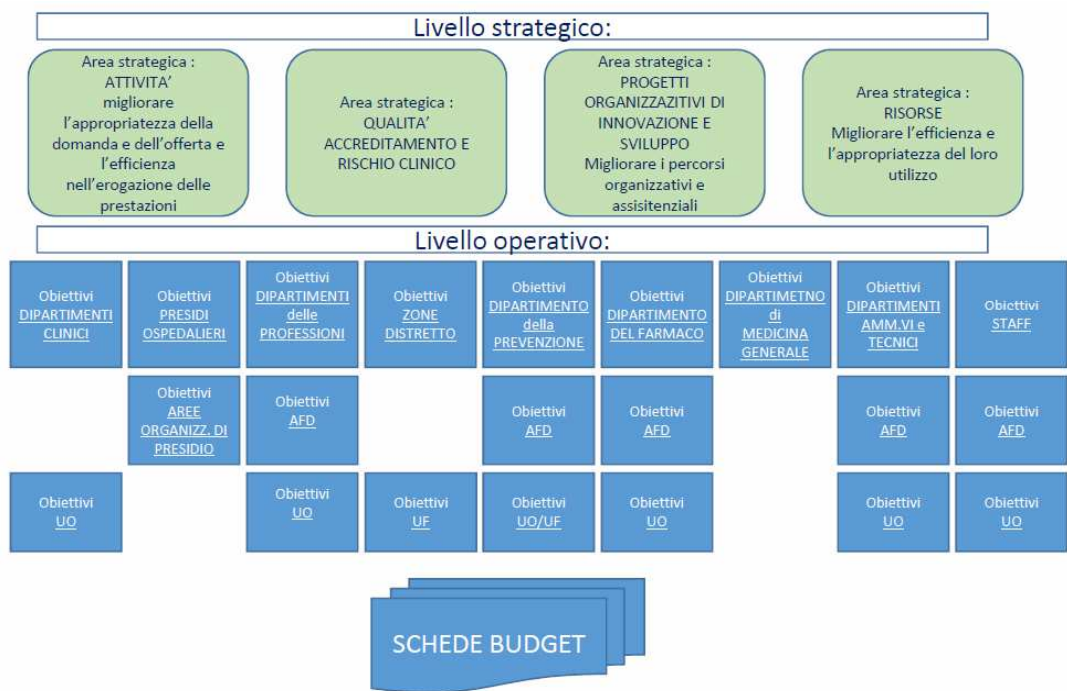 Livello strategico:
Area strategica :
ATTIVITA’
migliorare
l’appropriatezza della
domanda e dell’offerta e
l’efficienza
nell’erogazione delle
prestazioni
Area strategica :
QUALITA’
ACCREDITAMENTO E
RISCHIO CLINICO
Area strategica :
PROGETTI
ORGANIZZAZITIVI DI
INNOVAZIONE E
SVILUPPO
Migliorare i percorsi
organizzativi e
assisitenziali
Area strategica :
RISORSE
Migliorare l’efficienza e
l’appropriatezza del loro
utilizzo
Livello operativo:
Obiettivi
DIPARTIMENTI
CLINICI
Obiettivi
PRESIDI
OSPEDALIERI
Obiettivi
DIPARTIMENTI
delle
PROFESSIONI
Obiettivi
ZONE
DISTRETTO
Obiettivi
DIPARTIMENTO
della
PREVENZIONE
Obiettivi
DIPARTIMENTO
DEL FARMACO
Obiettivi
DIPARTIMETNO
di
MEDICINA
GENERALE
Obiettivi
DIPARTIMENTI
AMM.VI e
TECNICI
Obiettivi
STAFF
Obiettivi
AREE
ORGANIZZ. DI
PRESIDIO
Obiettivi
AFD
Obiettivi
AFD
Obiettivi
AFD
Obiettivi
AFD
Obiettivi
AFD
Obiettivi
UO
Obiettivi
UO
Obiettivi
UF
Obiettivi
UO/UF
Obiettivi
UO
Obiettivi
UO
Obiettivi
UO
SCHEDE BUDGET